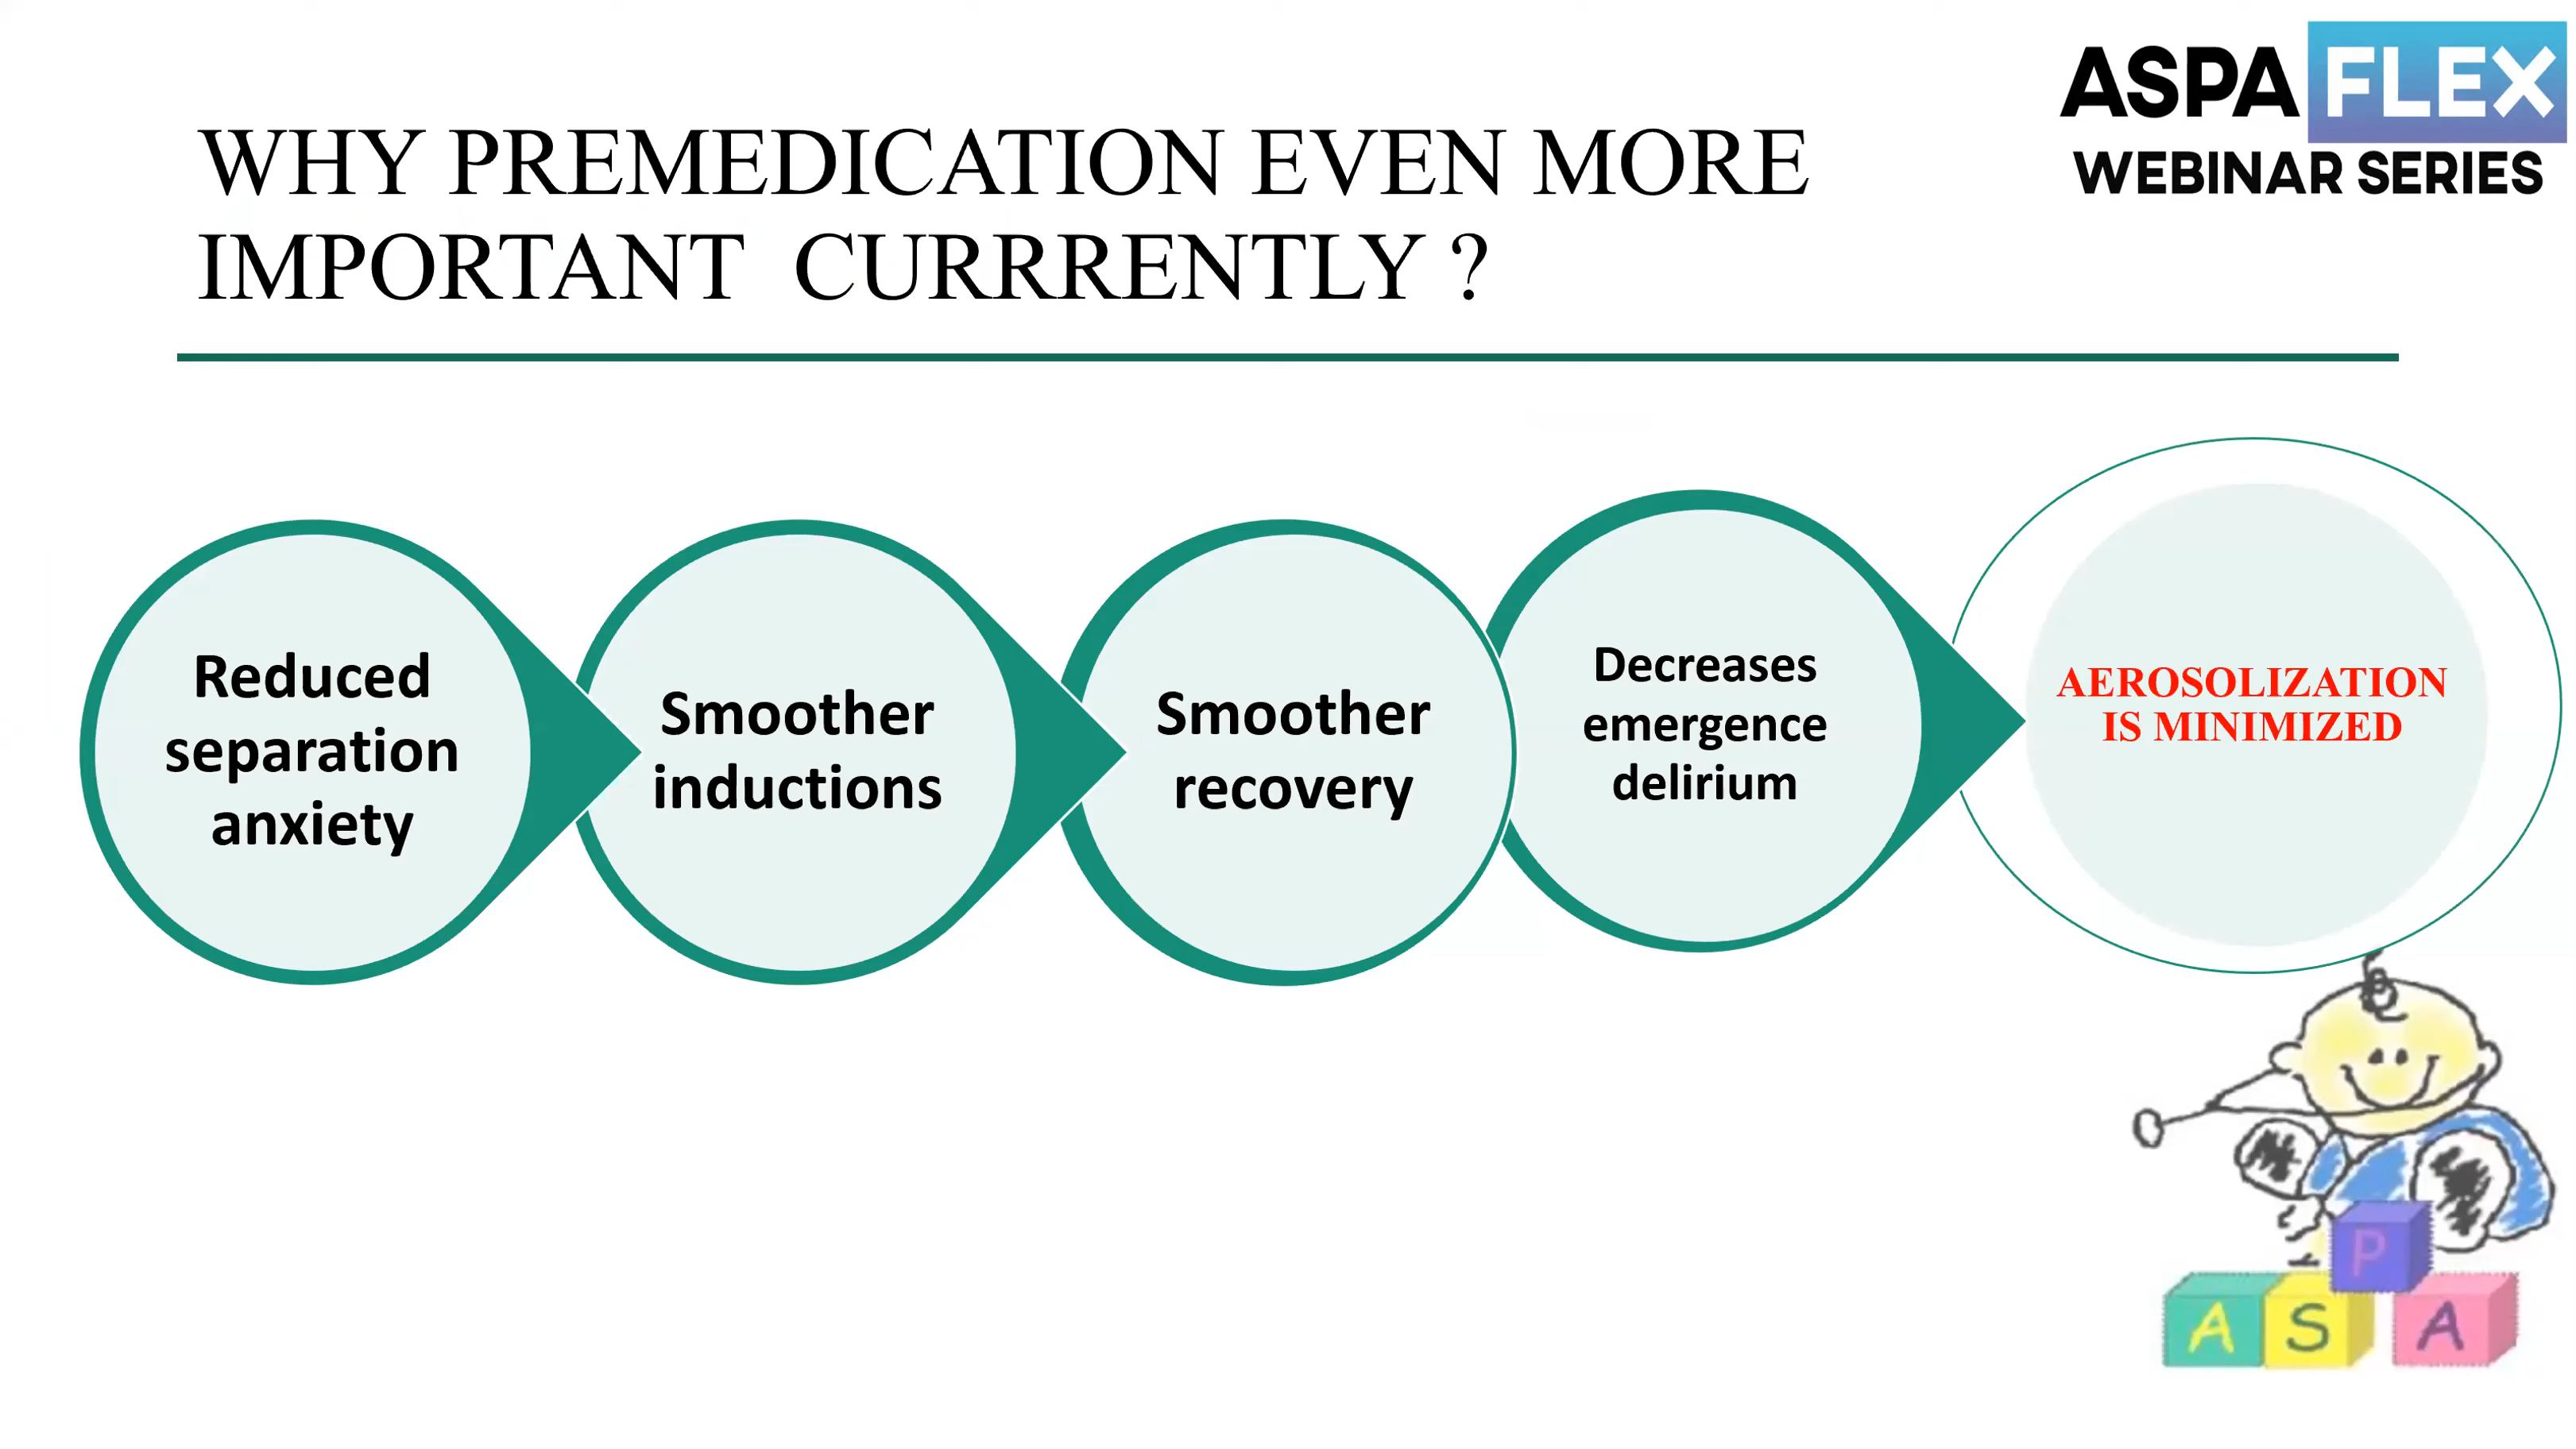 ASPA FLEX
WEBINAR SERIES
WHY PREMEDICATION EVEN MORE
IMPORTANT CURRRENTLY ?
Reduced
separation
anxiety
Smoother
inductions
Smoother
recovery
Decreases
emergence
delirium
AEROSOLIZATION
IS MINIMIZED
P
A S A